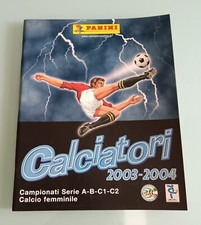 PANINI
Calciatori
2003-2004
Campionati Serie A-B-C1-C2
Calcio femminile